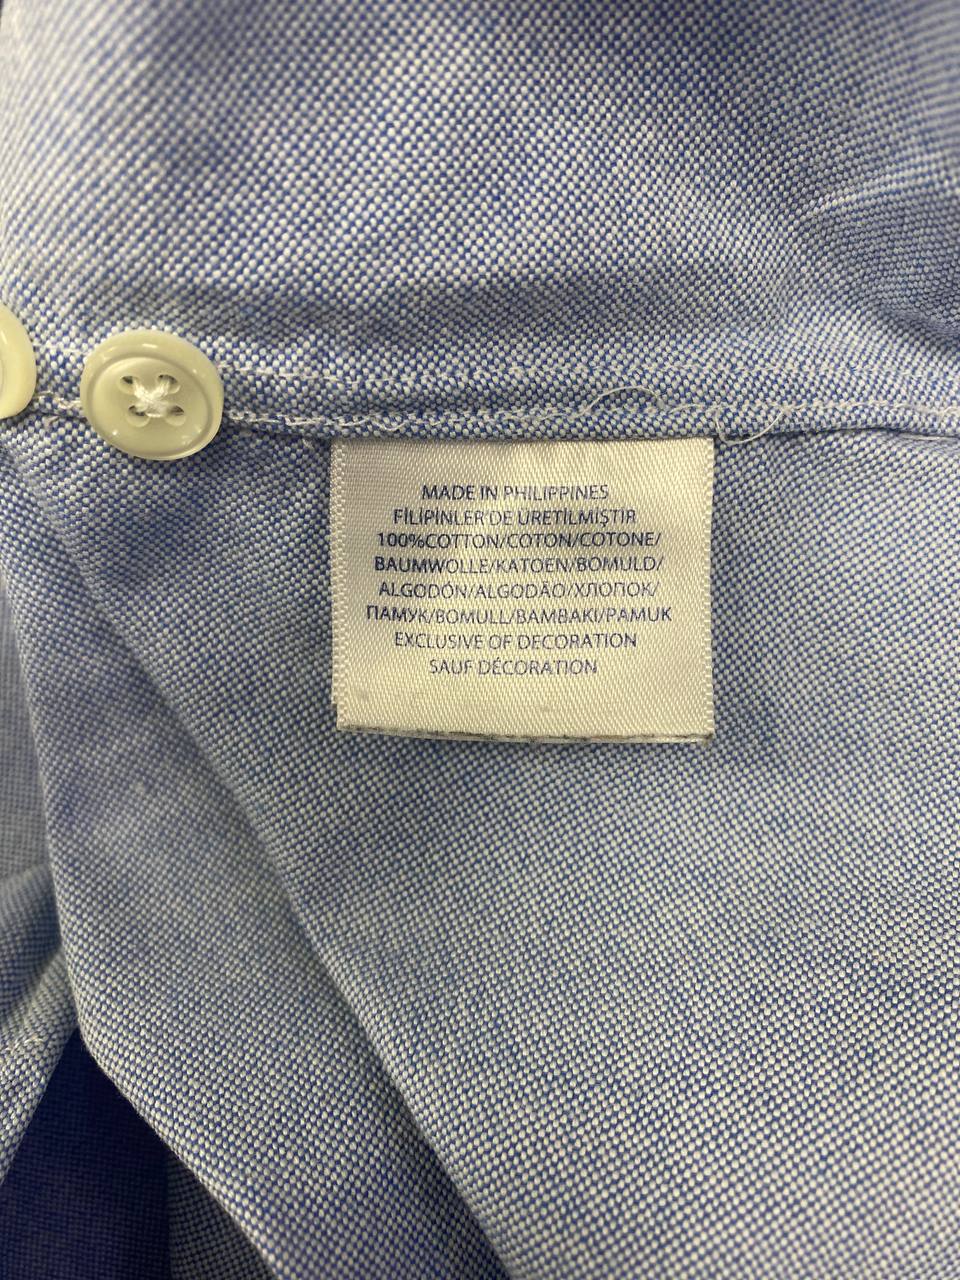 MADE IN PHILIPPINES
FİLİPİNLER'DE ÜRETİLMİŞTİR
100%COTTON/COTON/COTONE/
BAUMWOLLE/KATOEN/BOMULD/
ALGODÓN/ALGODÃO/ХЛОПОК/
ПАМУК/BOMULL/ΒΑΜΒΑΚΙ/PAMUK
EXCLUSIVE OF DECORATION
SAUF DÉCORATION